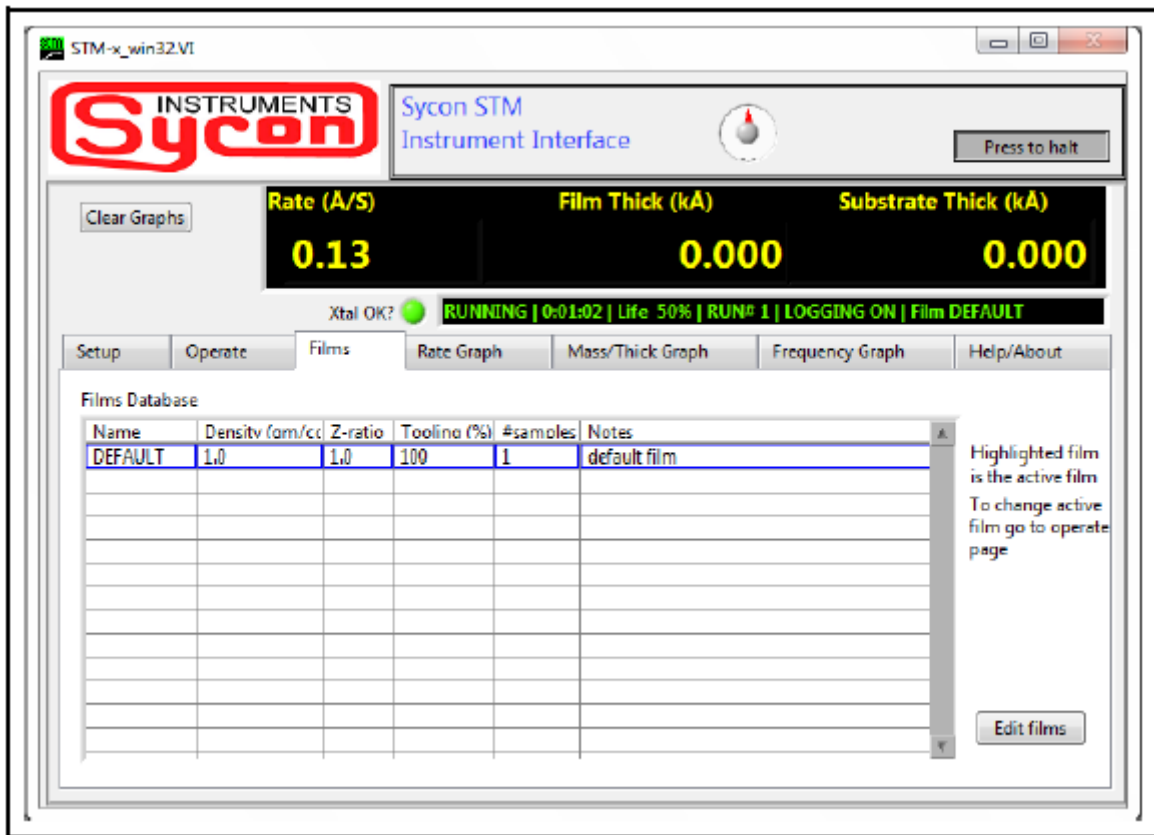 STM-x_win32.VI
INSTRUMENTS
Sycon
Sycon STM
Instrument Interface
Press to halt
Clear Graphs
Rate (Å/S) Film Thick (kÅ) Substrate Thick (kÅ)
0.13 0.000 0.000
Xtal OK? RUNNING | 0:01:02 | Life 50% | RUN# 1 | LOGGING ON | Film DEFAULT
Setup Operate Films Rate Graph Mass/Thick Graph Frequency Graph Help/About
Films Database
Name Density (gm/cc Z-ratio Tooling (%) #samples Notes
DEFAULT 1.0 1.0 100 1 default film
Highlighted film
is the active film
To change active
film go to operate
page
Edit films